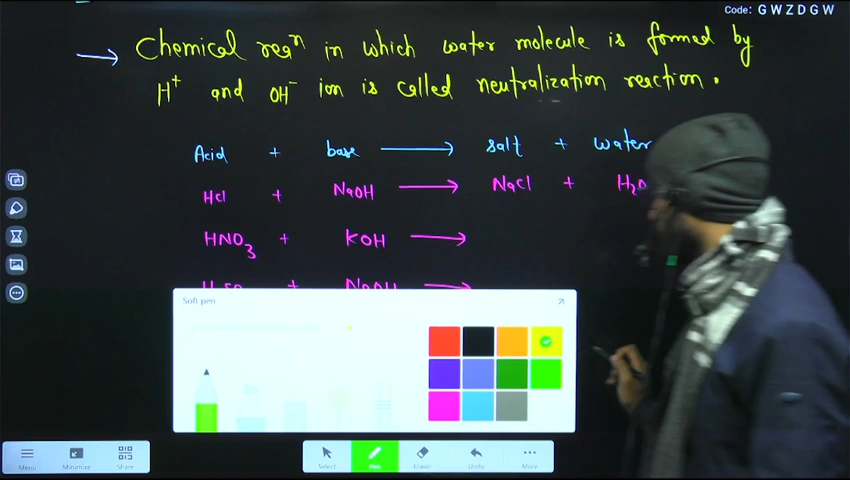 Code: GWZDGW
→ Chemical reaⁿ in which water molecule is formed by
H⁺ and OH⁻ ion is called neutralization reaction.
Acid + base → salt + water
HCl + NaOH → NaCl + H₂O
HNO₃ + KOH →
H₂SO + NaOH →
Soft pen
Menu Minimize Share Select Pen Eraser Undo More